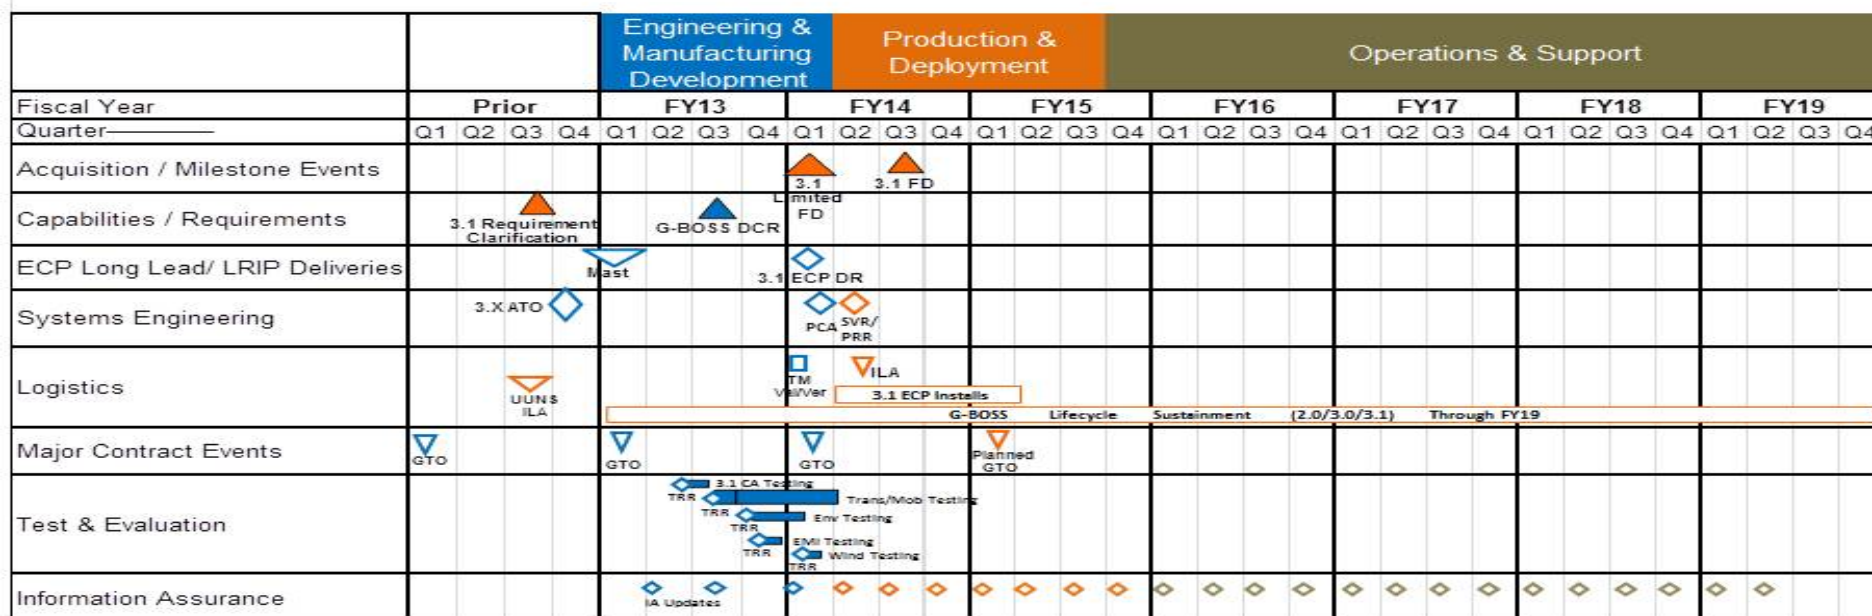 Engineering &
Manufacturing
Development
Production &
Deployment
Operations & Support
Fiscal Year Prior FY13 FY14 FY15 FY16 FY17 FY18 FY19
Quarter Q1 Q2 Q3 Q4 Q1 Q2 Q3 Q4 Q1 Q2 Q3 Q4 Q1 Q2 Q3 Q4 Q1 Q2 Q3 Q4 Q1 Q2 Q3 Q4 Q1 Q2 Q3 Q4 Q1 Q2 Q3 Q4
Acquisition / Milestone Events
3.1
Limited
FD
3.1 FD
Capabilities / Requirements
3.1 Requirement
Clarification
G-BOSS DCR
ECP Long Lead/ LRIP Deliveries
Mast
3.1 ECP DR
Systems Engineering
3.X ATO
PCA
SVR/
PRR
Logistics
UUNS
ILA
TM
Val/Ver
ILA
3.1 ECP Installs
G-BOSS Lifecycle Sustainment (2.0/3.0/3.1) Through FY19
Major Contract Events
GTO
GTO
GTO
Planned
GTO
Test & Evaluation
TRR
3.1 CA Testing
TRR
Trans/Mob Testing
TRR
Env Testing
TRR
EMI Testing
TRR
Wind Testing
Information Assurance
IA Updates